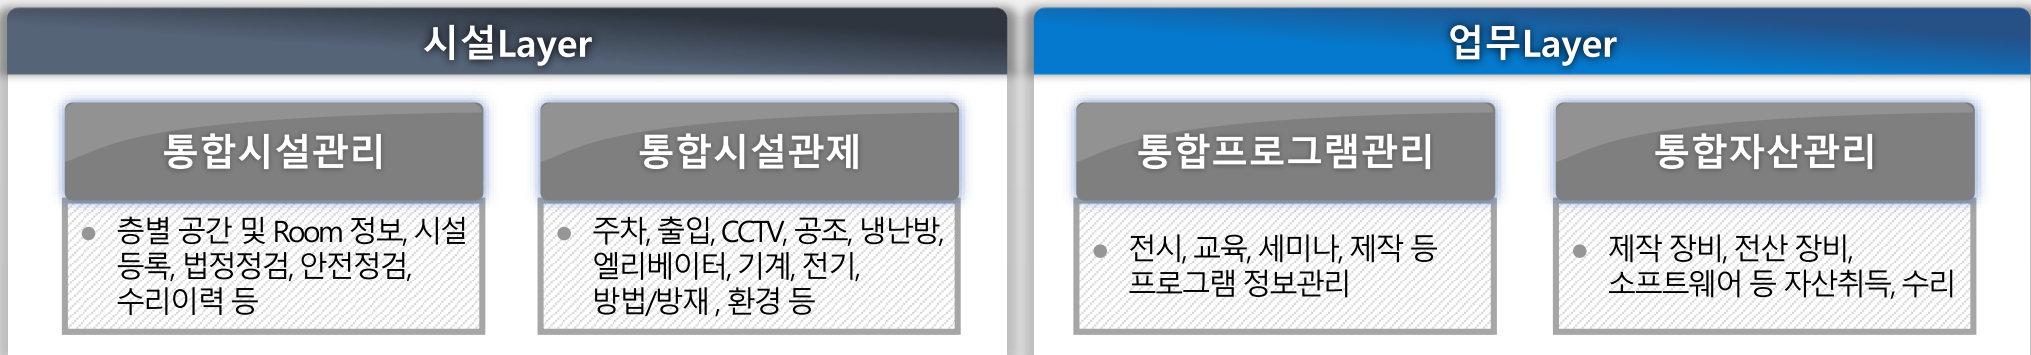 시설Layer
통합시설관리
층별 공간 및 Room 정보, 시설
등록, 법정정검, 안전정검,
수리이력 등
통합시설관제
주차, 출입, CCTV, 공조, 냉난방,
엘리베이터, 기계, 전기,
방법/방재 , 환경 등
업무Layer
통합프로그램관리
전시, 교육, 세미나, 제작 등
프로그램 정보관리
통합자산관리
제작 장비, 전산 장비,
소프트웨어 등 자산취득, 수리